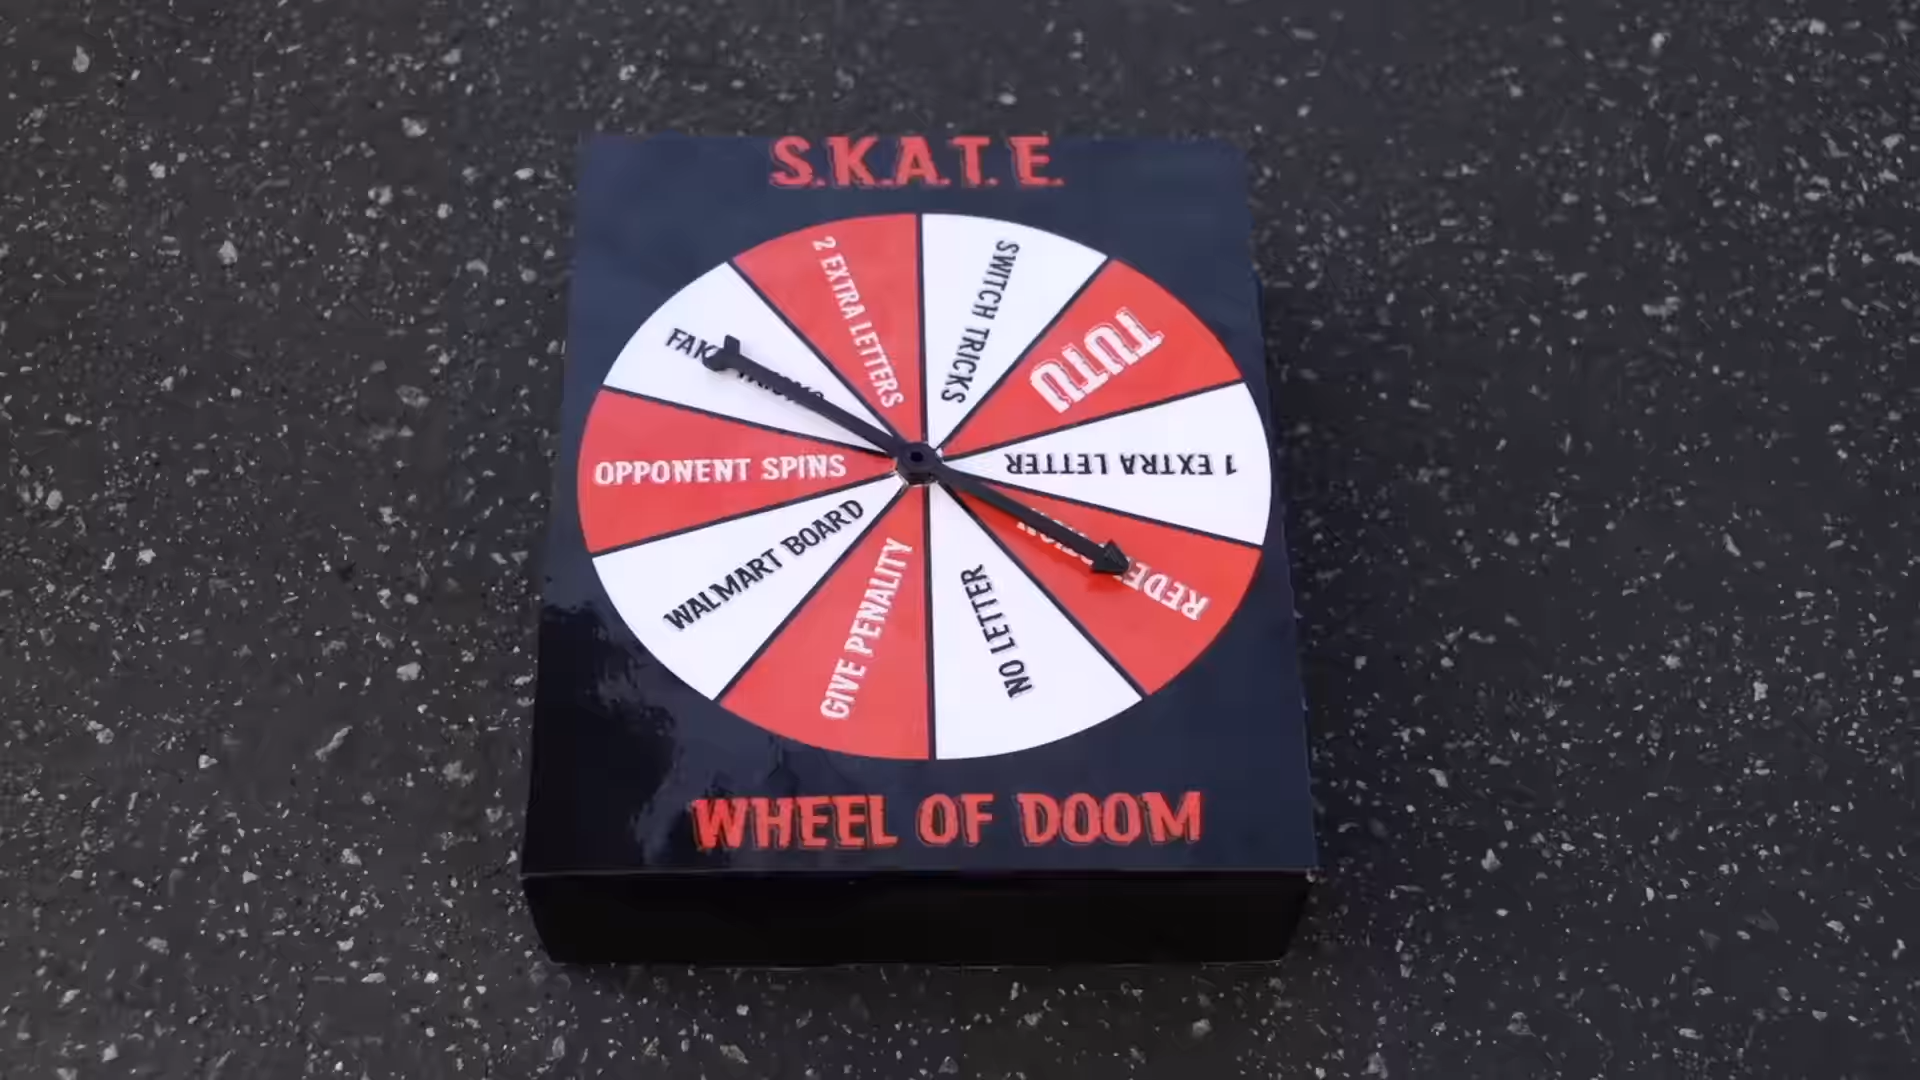 S.K.A.T.E.
SWITCH TRICKS
TUTU
1 EXTRA LETTER
NO LETTER
GIVE PENALITY
WALMART BOARD
OPPONENT SPINS
2 EXTRA LETTERS
WHEEL OF DOOM